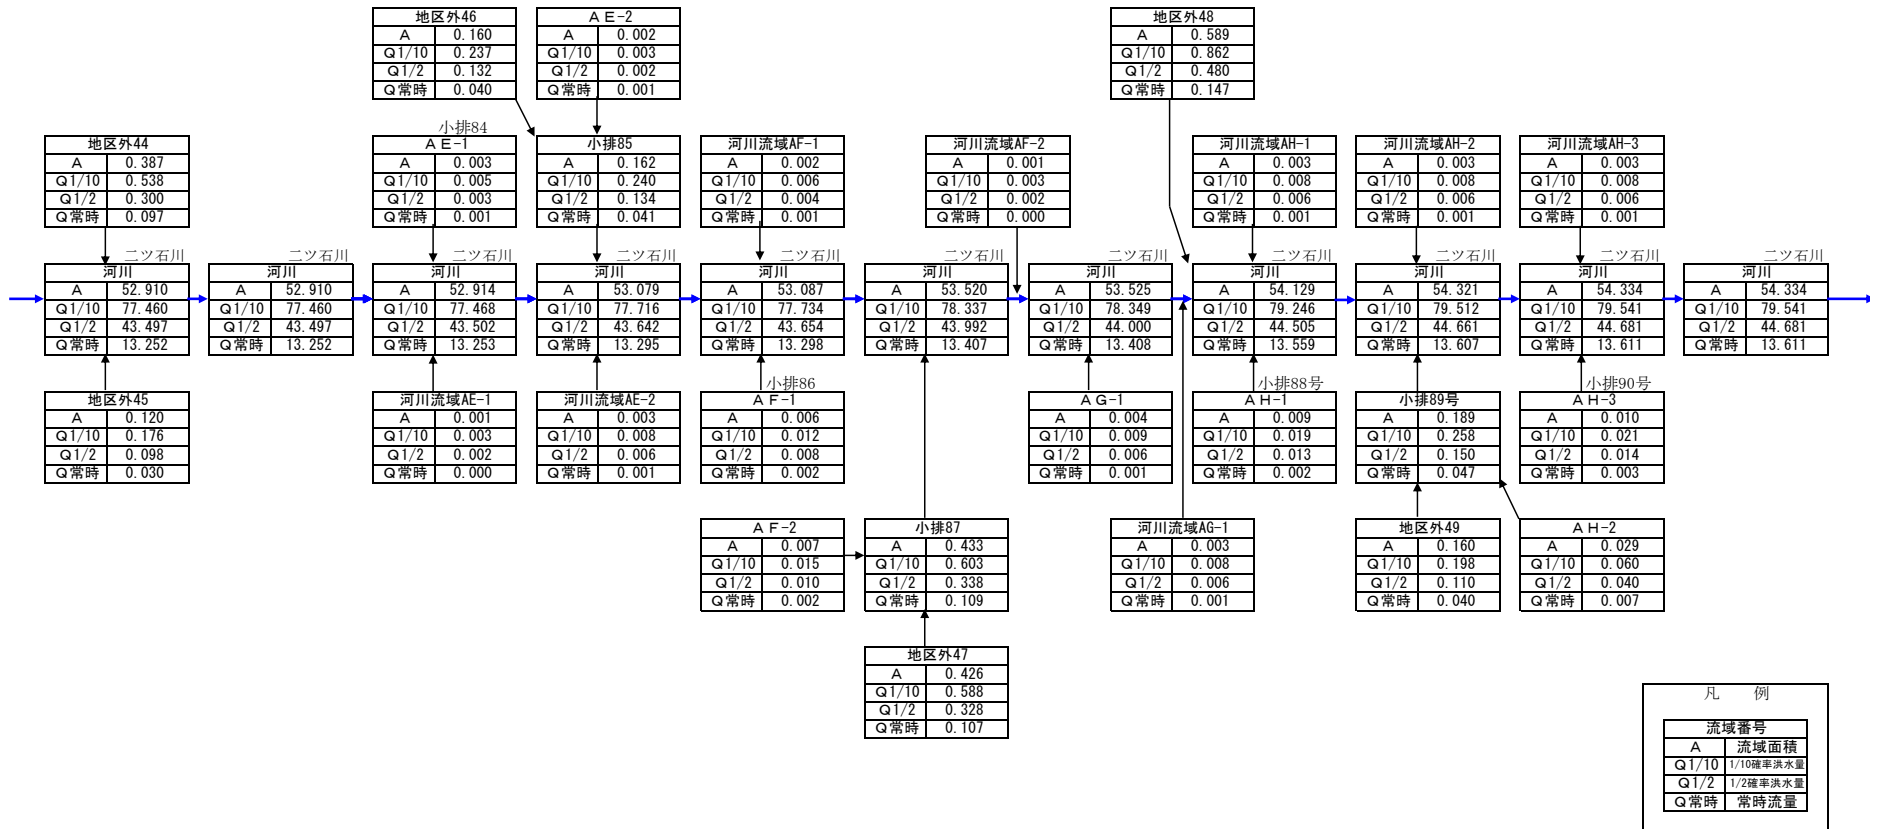 地区外46
A 0.160
Q1/10 0.237
Q1/2 0.132
Q常時 0.040
AE-2
A 0.002
Q1/10 0.003
Q1/2 0.002
Q常時 0.001
地区外48
A 0.589
Q1/10 0.862
Q1/2 0.480
Q常時 0.147
地区外44
A 0.387
Q1/10 0.538
Q1/2 0.300
Q常時 0.097
小排84
AE-1
A 0.003
Q1/10 0.005
Q1/2 0.003
Q常時 0.001
小排85
A 0.162
Q1/10 0.240
Q1/2 0.134
Q常時 0.041
河川流域AF-1
A 0.002
Q1/10 0.006
Q1/2 0.004
Q常時 0.001
河川流域AF-2
A 0.001
Q1/10 0.003
Q1/2 0.002
Q常時 0.000
河川流域AH-1
A 0.003
Q1/10 0.008
Q1/2 0.006
Q常時 0.001
河川流域AH-2
A 0.003
Q1/10 0.008
Q1/2 0.006
Q常時 0.001
河川流域AH-3
A 0.003
Q1/10 0.008
Q1/2 0.006
Q常時 0.001
二ツ石川
河川
A 52.910
Q1/10 77.460
Q1/2 43.497
Q常時 13.252
二ツ石川
河川
A 52.910
Q1/10 77.460
Q1/2 43.497
Q常時 13.252
二ツ石川
河川
A 52.914
Q1/10 77.468
Q1/2 43.502
Q常時 13.253
二ツ石川
河川
A 53.079
Q1/10 77.716
Q1/2 43.642
Q常時 13.295
二ツ石川
河川
A 53.087
Q1/10 77.734
Q1/2 43.654
Q常時 13.298
二ツ石川
河川
A 53.520
Q1/10 78.337
Q1/2 43.992
Q常時 13.407
二ツ石川
河川
A 53.525
Q1/10 78.349
Q1/2 44.000
Q常時 13.408
二ツ石川
河川
A 54.129
Q1/10 79.246
Q1/2 44.505
Q常時 13.559
二ツ石川
河川
A 54.321
Q1/10 79.512
Q1/2 44.661
Q常時 13.607
二ツ石川
河川
A 54.334
Q1/10 79.541
Q1/2 44.681
Q常時 13.611
二ツ石川
河川
A 54.334
Q1/10 79.541
Q1/2 44.681
Q常時 13.611
地区外45
A 0.120
Q1/10 0.176
Q1/2 0.098
Q常時 0.030
河川流域AE-1
A 0.001
Q1/10 0.003
Q1/2 0.002
Q常時 0.000
河川流域AE-2
A 0.003
Q1/10 0.008
Q1/2 0.006
Q常時 0.001
小排86
AF-1
A 0.006
Q1/10 0.012
Q1/2 0.008
Q常時 0.002
AG-1
A 0.004
Q1/10 0.009
Q1/2 0.006
Q常時 0.001
小排88号
AH-1
A 0.009
Q1/10 0.019
Q1/2 0.013
Q常時 0.002
小排89号
A 0.189
Q1/10 0.258
Q1/2 0.150
Q常時 0.047
小排90号
AH-3
A 0.010
Q1/10 0.021
Q1/2 0.014
Q常時 0.003
AF-2
A 0.007
Q1/10 0.015
Q1/2 0.010
Q常時 0.002
小排87
A 0.433
Q1/10 0.603
Q1/2 0.338
Q常時 0.109
河川流域AG-1
A 0.003
Q1/10 0.008
Q1/2 0.006
Q常時 0.001
地区外49
A 0.160
Q1/10 0.198
Q1/2 0.110
Q常時 0.040
AH-2
A 0.029
Q1/10 0.060
Q1/2 0.040
Q常時 0.007
地区外47
A 0.426
Q1/10 0.588
Q1/2 0.328
Q常時 0.107
凡 例
流域番号
A 流域面積
Q1/10 1/10確率洪水量
Q1/2 1/2確率洪水量
Q常時 常時流量